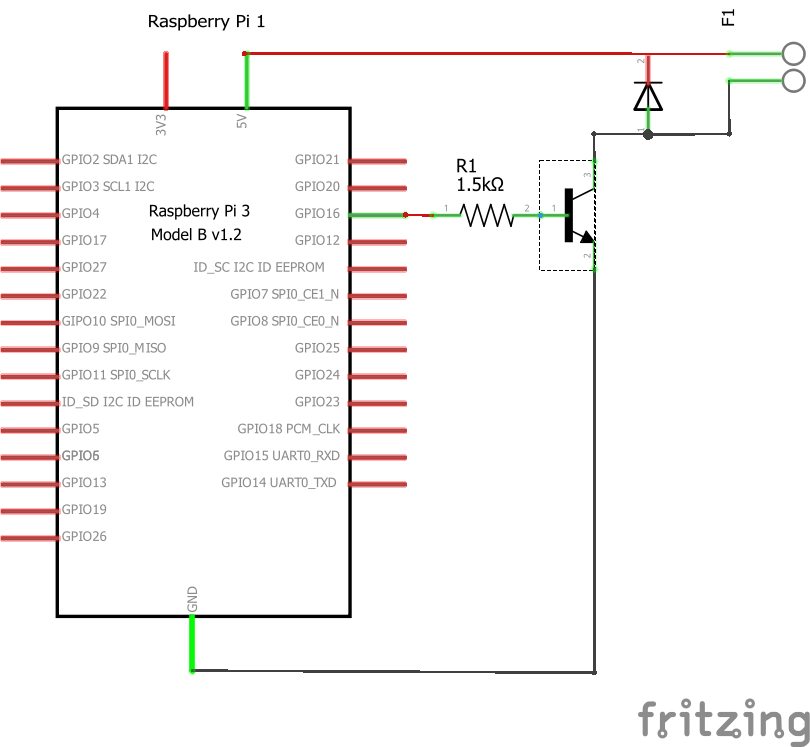 Raspberry Pi 1
F1
3V3
5V
2
1
GPIO2 SDA1 I2C
GPIO21
GPIO3 SCL1 I2C
GPIO20
GPIO4
GPIO16
GPIO17
GPIO12
GPIO27
ID_SC I2C ID EEPROM
GPIO22
GPIO7 SPI0_CE1_N
GIPO10 SPI0_MOSI
GPIO8 SPI0_CE0_N
GPIO9 SPI0_MISO
GPIO25
GPIO11 SPI0_SCLK
GPIO24
ID_SD I2C ID EEPROM
GPIO23
GPIO5
GPIO18 PCM_CLK
GPIO6
GPIO15 UART0_RXD
GPIO13
GPIO14 UART0_TXD
GPIO19
GPIO26
Raspberry Pi 3
Model B v1.2
R1
1.5kΩ
1
2
1
3
2
GND
fritzing